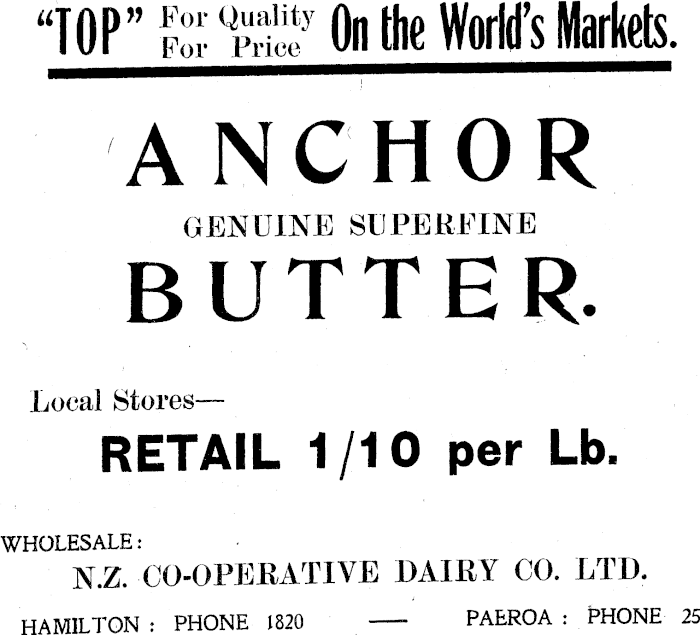 “TOP” For Quality On the World's Markets.
For Price
ANCHOR
GENUINE SUPERFINE
BUTTER.
Local Stores—
RETAIL 1/10 per Lb.
WHOLESALE:
N.Z. CO-OPERATIVE DAIRY CO. LTD.
HAMILTON : PHONE 1820 — PAEROA : PHONE 25